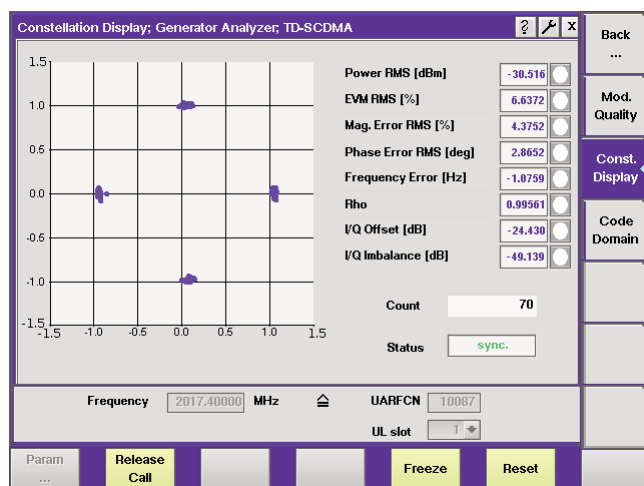 Constellation Display; Generator Analyzer; TD-SCDMA
? x
Back
...
Mod.
Quality
Const.
Display
Code
Domain
1.5
1.0
0.5
0.0
-0.5
-1.0
-1.5
-1.5 -1.0 -0.5 0.0 0.5 1.0 1.5
Power RMS [dBm] -30.516
EVM RMS [%] 6.6372
Mag. Error RMS [%] 4.3752
Phase Error RMS [deg] 2.8652
Frequency Error [Hz] -1.0759
Rho 0.99561
I/Q Offset [dB] -24.430
I/Q Imbalance [dB] -49.139
Count 70
Status sync.
Frequency 2017.40000 MHz ≙ UARFCN 10087
UL slot 1
Param
...
Release
Call
Freeze
Reset